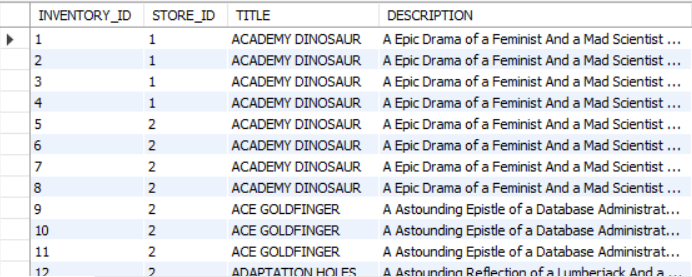 INVENTORY_ID STORE_ID TITLE DESCRIPTION
1 1 ACADEMY DINOSAUR A Epic Drama of a Feminist And a Mad Scientist ...
2 1 ACADEMY DINOSAUR A Epic Drama of a Feminist And a Mad Scientist ...
3 1 ACADEMY DINOSAUR A Epic Drama of a Feminist And a Mad Scientist ...
4 1 ACADEMY DINOSAUR A Epic Drama of a Feminist And a Mad Scientist ...
5 2 ACADEMY DINOSAUR A Epic Drama of a Feminist And a Mad Scientist ...
6 2 ACADEMY DINOSAUR A Epic Drama of a Feminist And a Mad Scientist ...
7 2 ACADEMY DINOSAUR A Epic Drama of a Feminist And a Mad Scientist ...
8 2 ACADEMY DINOSAUR A Epic Drama of a Feminist And a Mad Scientist ...
9 2 ACE GOLDFINGER A Astounding Epistle of a Database Administrat...
10 2 ACE GOLDFINGER A Astounding Epistle of a Database Administrat...
11 2 ACE GOLDFINGER A Astounding Epistle of a Database Administrat...
12 2 ADAPTATION HOLES A Astounding Reflection of a Lumberjack And a ...